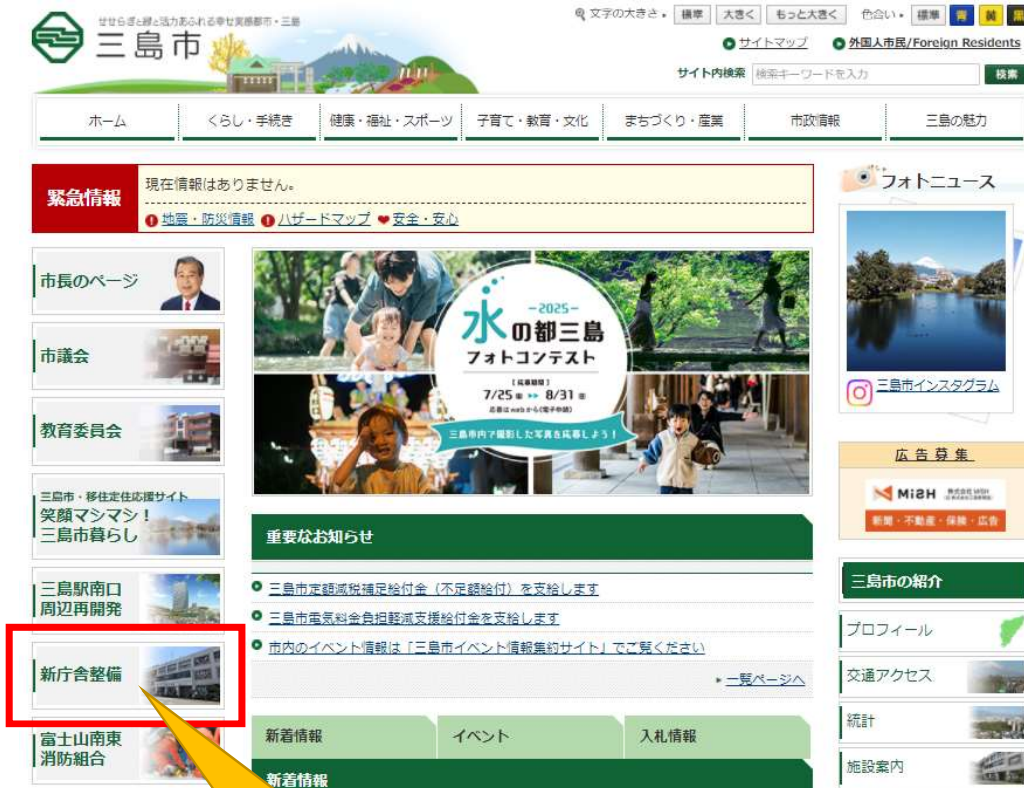 せせらぎと緑と活力あふれる幸せ実感都市・三島
三島市
文字の大きさ
標準
大きく
もっと大きく
色合い
標準
青
黄
黒
サイトマップ
外国人市民/Foreign Residents
サイト内検索
検索キーワードを入力
検索
ホーム
くらし・手続き
健康・福祉・スポーツ
子育て・教育・文化
まちづくり・産業
市政情報
三島の魅力
緊急情報
現在情報はありません。
地震・防災情報
ハザードマップ
安全・安心
市長のページ
市議会
教育委員会
三島市・移住定住応援サイト
笑顔マシマシ!
三島市暮らし
三島駅南口
周辺再開発
新庁舎整備
富士山南東
消防組合
-2025-
水の都三島
フォトコンテスト
【応募期間】
7/25 8/31
応募はwebから(電子申請)
三島市内で撮影した写真を応募しよう!
重要なお知らせ
三島市定額減税補足給付金(不足額給付)を支給します
三島市電気料金負担軽減支援給付金を支給します
市内のイベント情報は「三島市イベント情報集約サイト」でご覧ください
一覧ページへ
新着情報
イベント
入札情報
新着情報
フォトニュース
三島市インスタグラム
広告募集
MiSH
新聞・不動産・保険・広告
三島市の紹介
プロフィール
交通アクセス
統計
施設案内